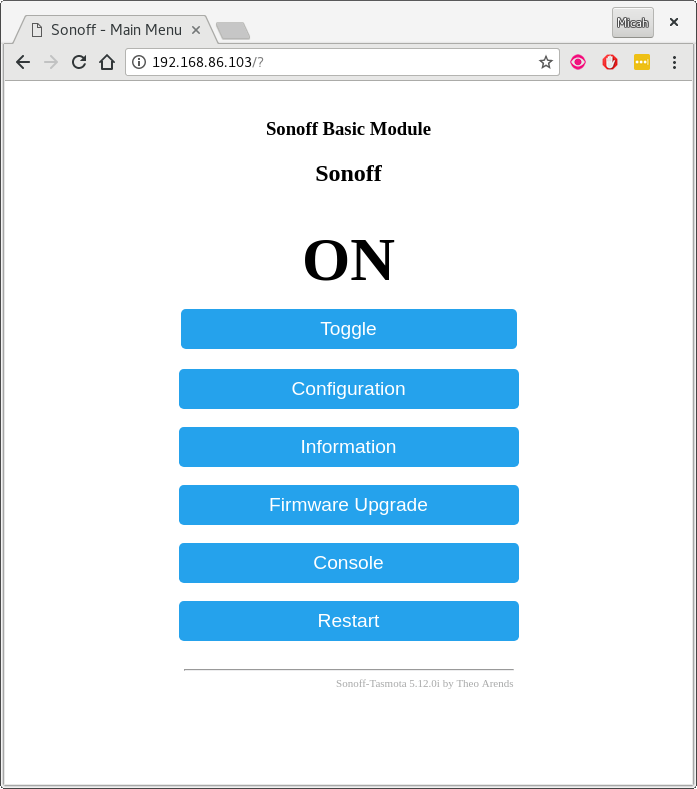 Sonoff - Main Menu
Micah
192.168.86.103/?
Sonoff Basic Module
Sonoff
ON
Toggle
Configuration
Information
Firmware Upgrade
Console
Restart
Sonoff-Tasmota 5.12.0i by Theo Arends